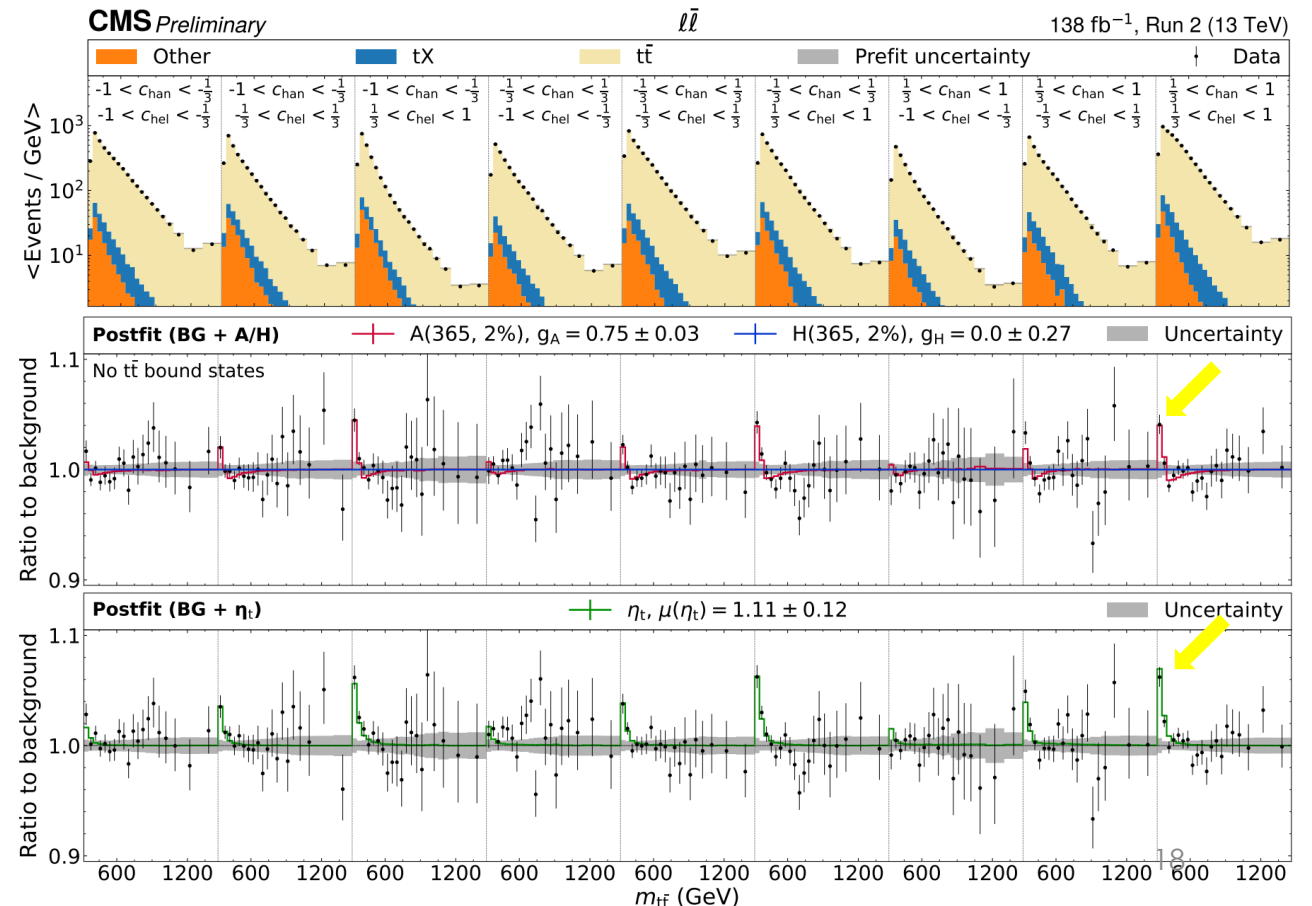 CMS Preliminary ℓℓ̄ 138 fb⁻¹, Run 2 (13 TeV)
Other tX tt̄ Prefit uncertainty Data
-1 < c_han < -1/3 -1 < c_han < -1/3 -1 < c_han < -1/3 -1/3 < c_han < 1/3 -1/3 < c_han < 1/3 -1/3 < c_han < 1/3 1/3 < c_han < 1 1/3 < c_han < 1 1/3 < c_han < 1
-1 < c_hel < -1/3 -1/3 < c_hel < 1/3 1/3 < c_hel < 1 -1 < c_hel < -1/3 -1/3 < c_hel < 1/3 1/3 < c_hel < 1 -1 < c_hel < -1/3 -1/3 < c_hel < 1/3 1/3 < c_hel < 1
<Events / GeV>
10³
10²
10¹
Postfit (BG + A/H) A(365, 2%), g_A = 0.75 ± 0.03 H(365, 2%), g_H = 0.0 ± 0.27 Uncertainty
No tt̄ bound states
Ratio to background
1.1
1.0
0.9
Postfit (BG + η_t) η_t, μ(η_t) = 1.11 ± 0.12 Uncertainty
Ratio to background
1.1
1.0
0.9
18
600 1200 600 1200 600 1200 600 1200 600 1200 600 1200 600 1200 600 1200 600 1200
m_tt̄ (GeV)